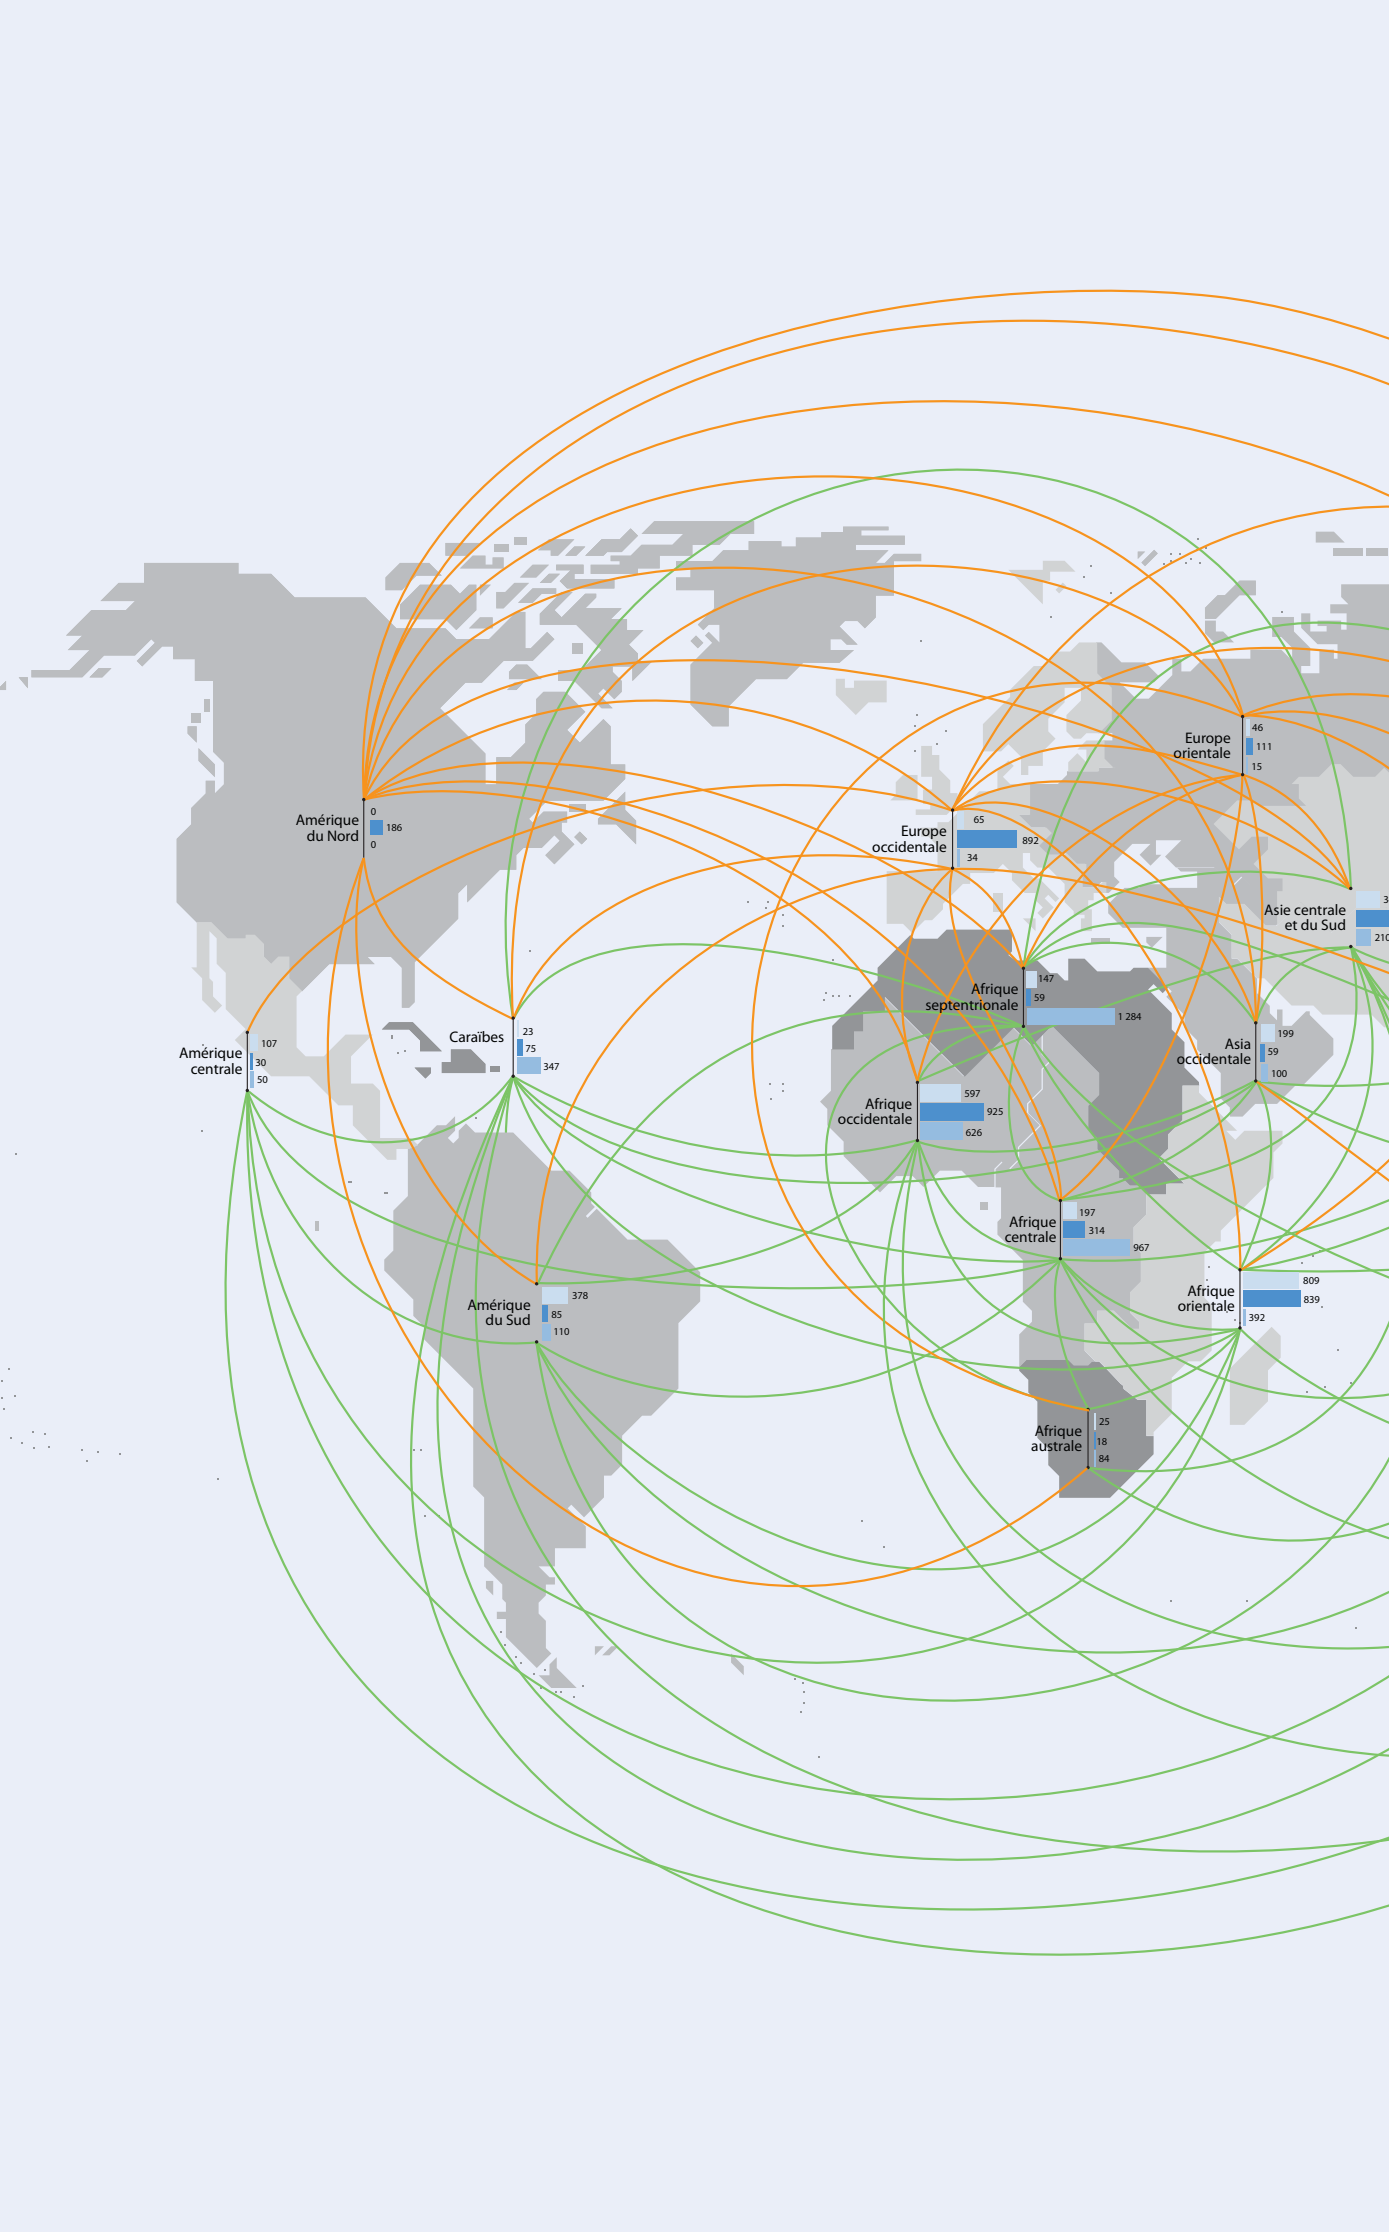 46
Europe
orientale
111
15
Amérique
du Nord
0
186
0
Europe
occidentale
65
892
34
Asie centrale
et du Sud
210
Afrique
septentrionale
147
59
1 284
Caraïbes
23
75
347
Amérique
centrale
107
30
50
Asia
occidentale
199
59
100
Afrique
occidentale
597
925
626
Afrique
centrale
197
314
967
Afrique
orientale
809
839
392
Amérique
du Sud
378
85
110
Afrique
australe
25
18
84